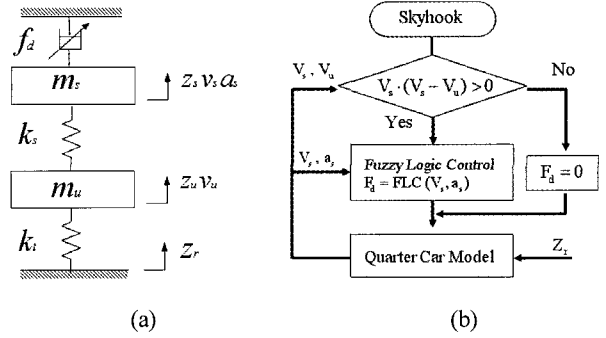 f_d
m_s
z_s v_s a_s
k_s
m_u
z_u v_u
k_t
z_r
(a)
Skyhook
V_s , V_u
V_s · (V_s − V_u) > 0
No
Yes
V_s , a_s
Fuzzy Logic Control
F_d = FLC (V_s, a_s)
F_d = 0
Quarter Car Model
Z_r
(b)